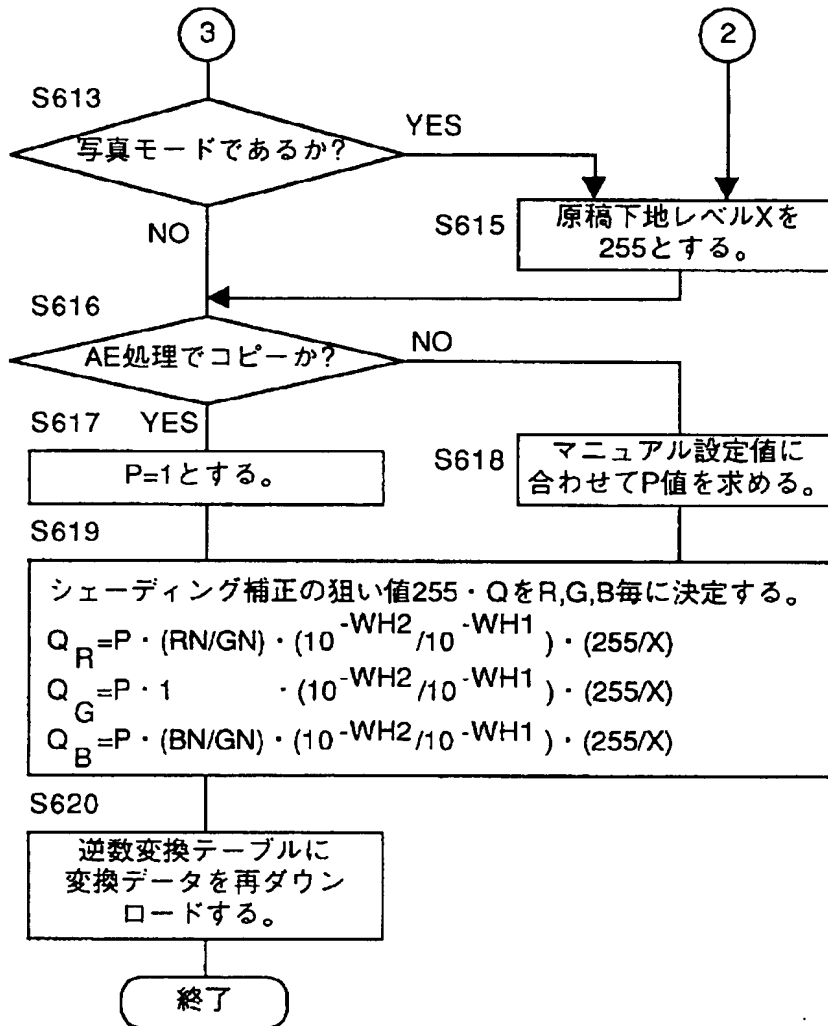 3
2
S613
写真モードであるか?
YES
NO
S615
原稿下地レベルXを
255とする。
S616
AE処理でコピーか?
NO
S617
YES
P=1とする。
S618
マニュアル設定値に
合わせてP値を求める。
S619
シェーディング補正の狙い値255・QをR,G,B毎に決定する。
Q_R=P・(RN/GN)・(10^-WH2/10^-WH1)・(255/X)
Q_G=P・1 ・(10^-WH2/10^-WH1)・(255/X)
Q_B=P・(BN/GN)・(10^-WH2/10^-WH1)・(255/X)
S620
逆数変換テーブルに
変換データを再ダウン
ロードする。
終了